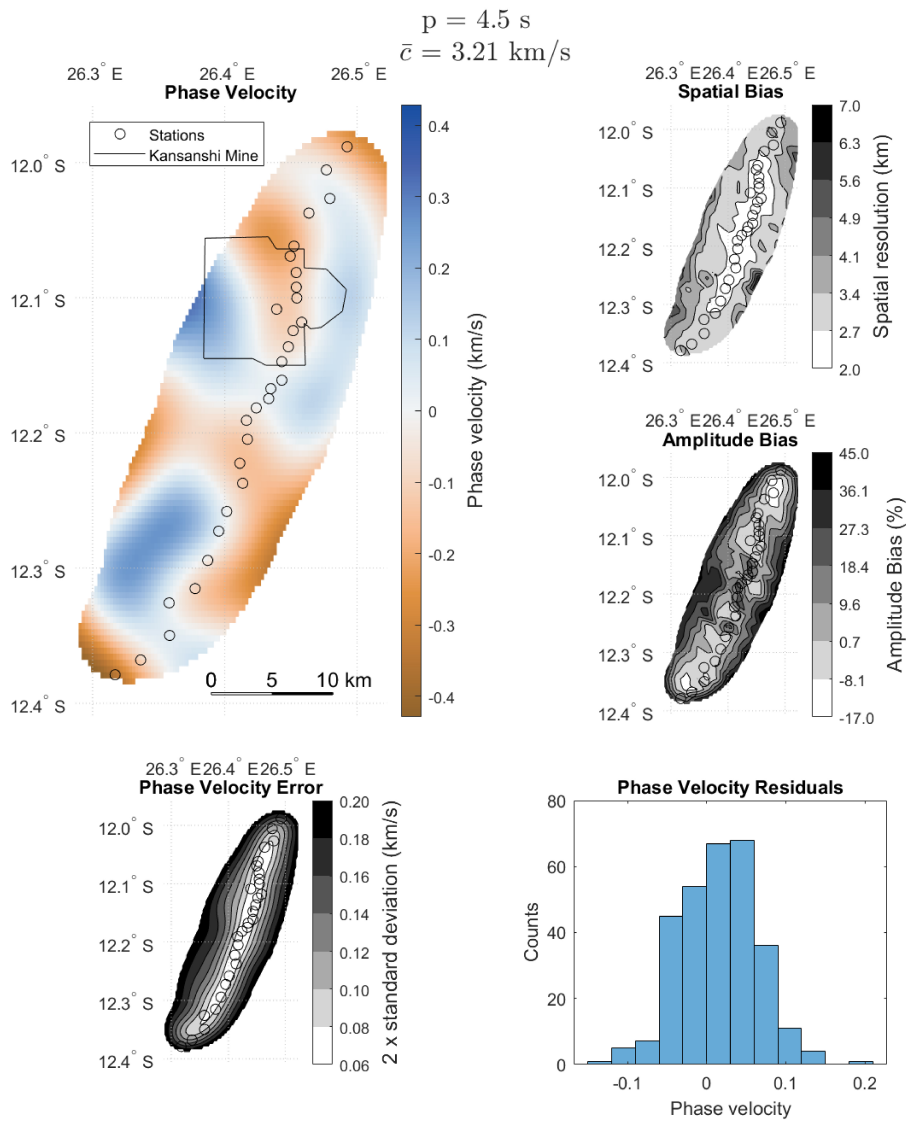 p = 4.5 s
c̄ = 3.21 km/s
26.3° E 26.4° E 26.5° E
Phase Velocity
Stations
Kansanshi Mine
12.0° S
12.1° S
12.2° S
12.3° S
12.4° S
0 5 10 km
0.4
0.3
0.2
0.1
0
-0.1
-0.2
-0.3
-0.4
Phase velocity (km/s)
26.3° E 26.4° E 26.5° E
Spatial Bias
12.0° S
12.1° S
12.2° S
12.3° S
12.4° S
7.0
6.3
5.6
4.9
4.1
3.4
2.7
2.0
Spatial resolution (km)
26.3° E 26.4° E 26.5° E
Amplitude Bias
12.0° S
12.1° S
12.2° S
12.3° S
12.4° S
45.0
36.1
27.3
18.4
9.6
0.7
-8.1
-17.0
Amplitude Bias (%)
26.3° E 26.4° E 26.5° E
Phase Velocity Error
12.0° S
12.1° S
12.2° S
12.3° S
12.4° S
0.20
0.18
0.16
0.14
0.12
0.10
0.08
0.06
2 x standard deviation (km/s)
Phase Velocity Residuals
80
60
40
20
0
Counts
-0.1 0 0.1 0.2
Phase velocity